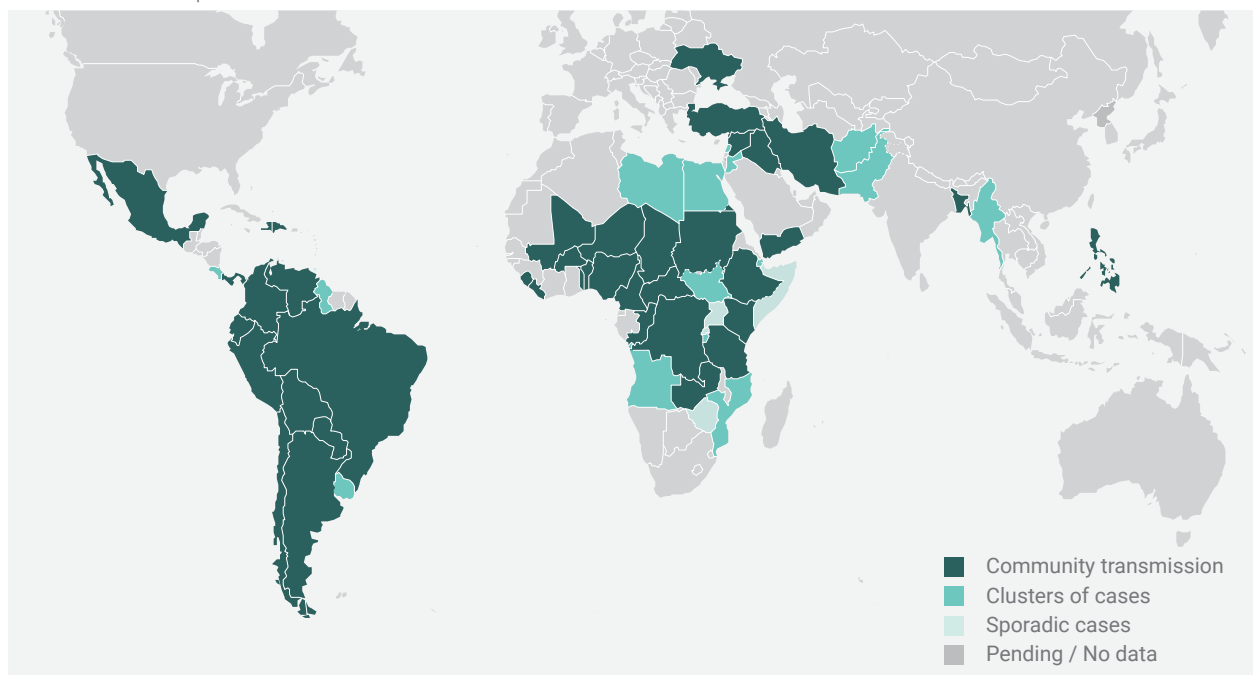 Community transmission
Clusters of cases
Sporadic cases
Pending / No data